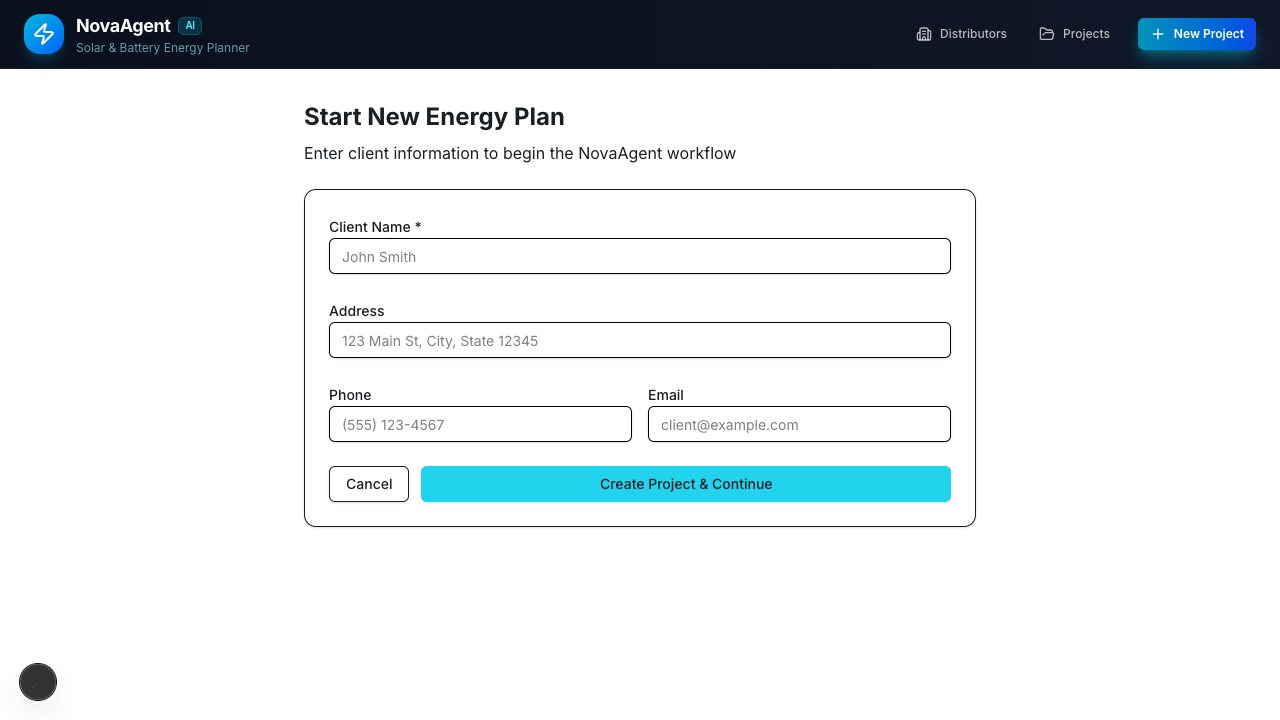 NovaAgent AI
Solar & Battery Energy Planner
Distributors
Projects
New Project
Start New Energy Plan
Enter client information to begin the NovaAgent workflow
Client Name *
John Smith
Address
123 Main St, City, State 12345
Phone
Email
(555) 123-4567
client@example.com
Cancel
Create Project & Continue